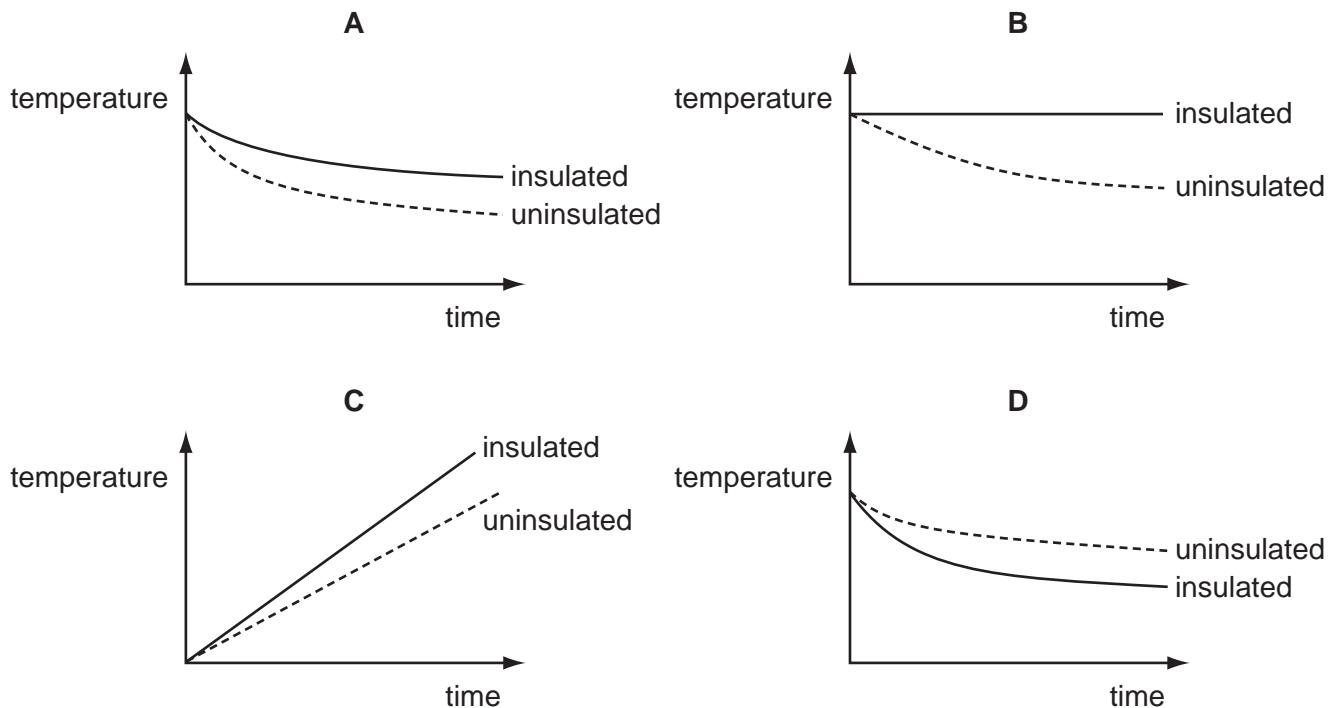 A
temperature
insulated
uninsulated
time
B
temperature
insulated
uninsulated
time
C
temperature
insulated
uninsulated
time
D
temperature
uninsulated
insulated
time